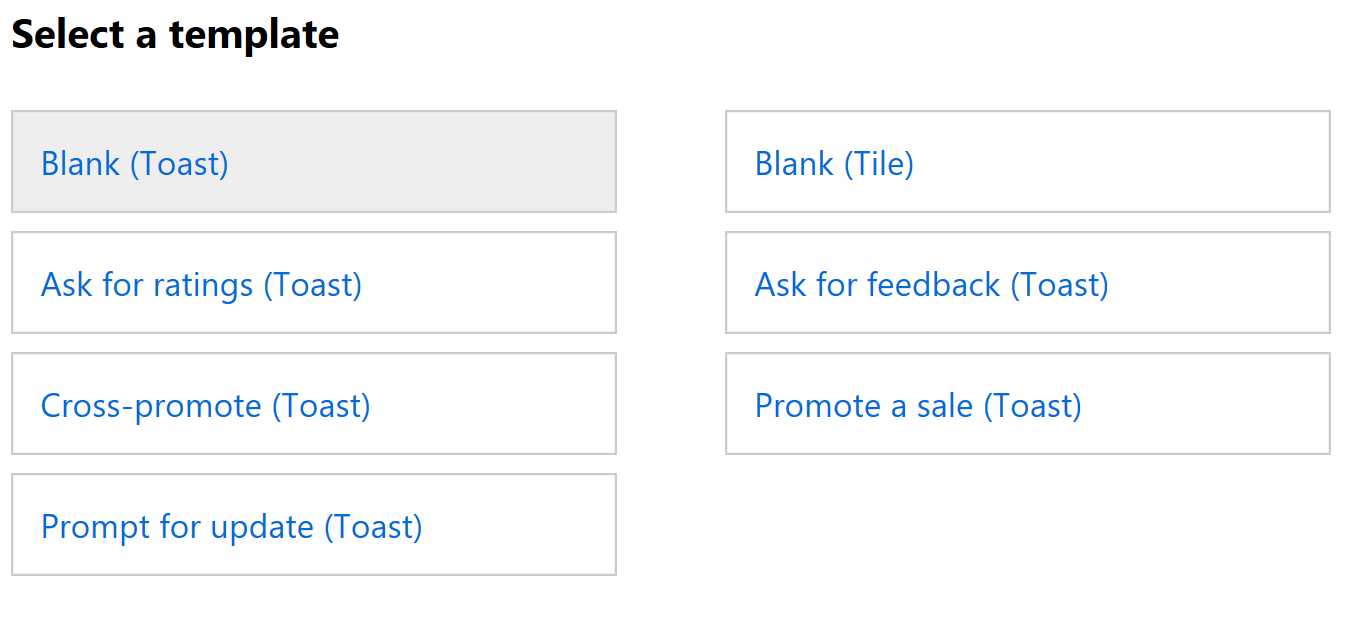 Select a template
Blank (Toast)
Blank (Tile)
Ask for ratings (Toast)
Ask for feedback (Toast)
Cross-promote (Toast)
Promote a sale (Toast)
Prompt for update (Toast)